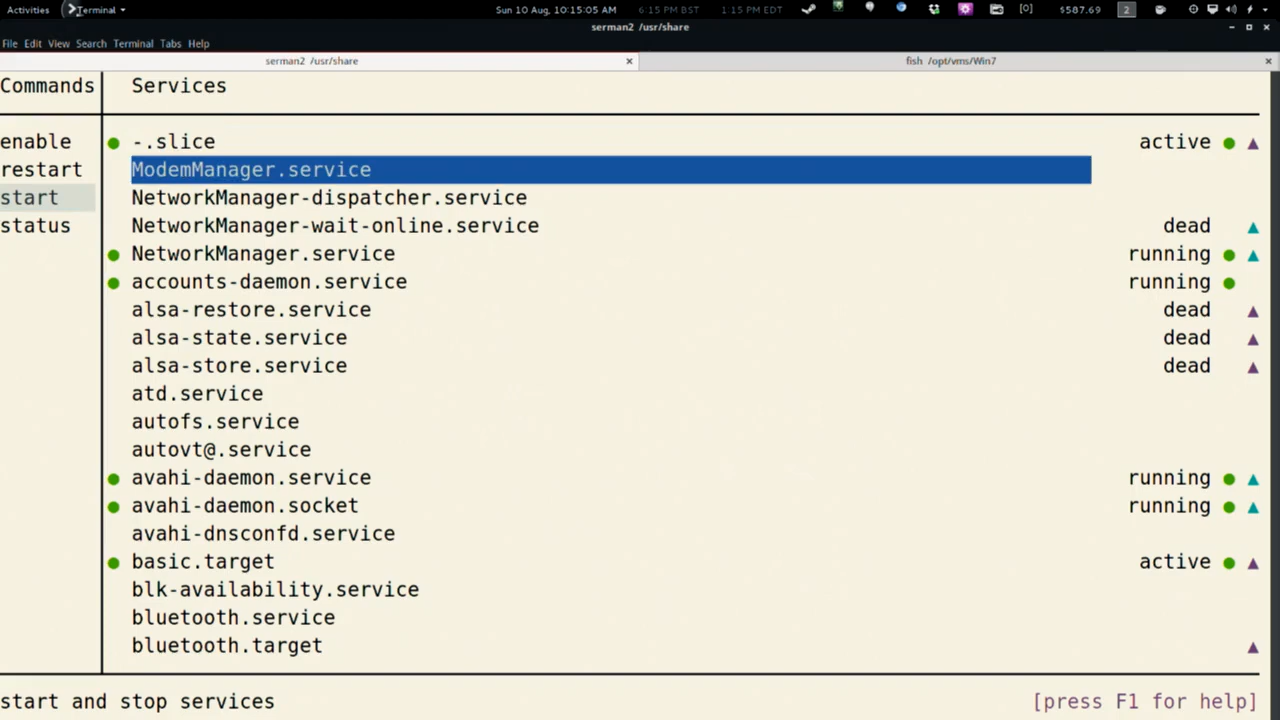 Activities Terminal Sun 10 Aug, 10:15:05 AM 6:15 PM BST 1:15 PM EDT [0] $587.69 2
serman2 /usr/share
File Edit View Search Terminal Tabs Help
serman2 /usr/share fish /opt/vms/Win7
Commands Services
enable -.slice active
restart ModemManager.service
start NetworkManager-dispatcher.service
status NetworkManager-wait-online.service dead
NetworkManager.service running
accounts-daemon.service running
alsa-restore.service dead
alsa-state.service dead
alsa-store.service dead
atd.service
autofs.service
autovt@.service
avahi-daemon.service running
avahi-daemon.socket running
avahi-dnsconfd.service
basic.target active
blk-availability.service
bluetooth.service
bluetooth.target
start and stop services [press F1 for help]